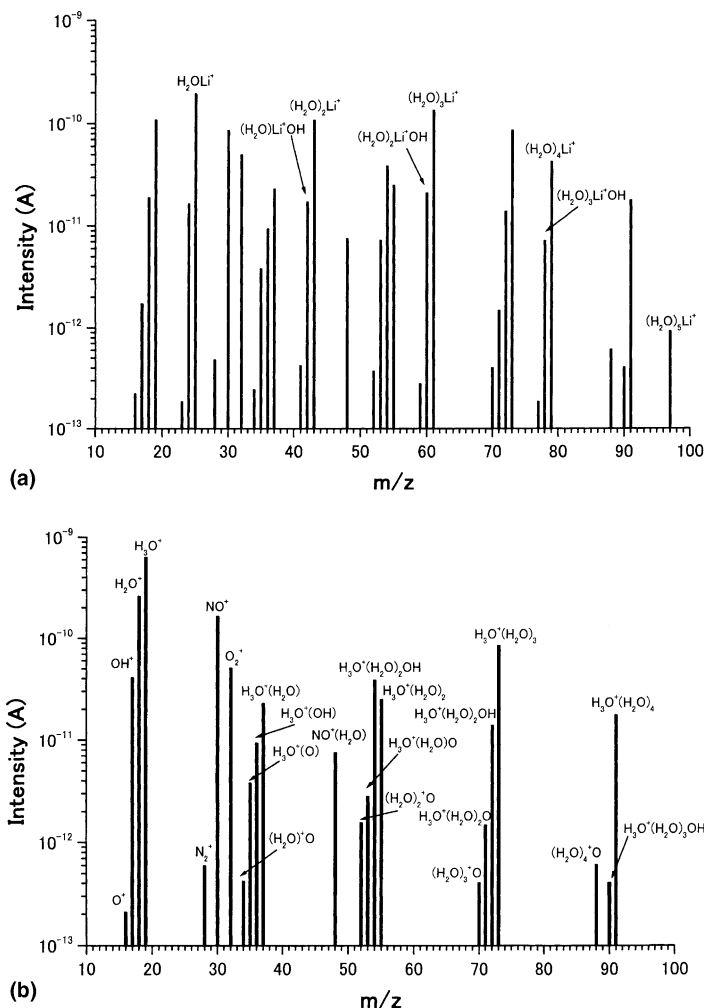 10⁻⁹
10⁻¹⁰
10⁻¹¹
10⁻¹²
10⁻¹³
Intensity (A)
H₂OLi⁺
(H₂O)Li⁺OH
(H₂O)₂Li⁺
(H₂O)₂Li⁺OH
(H₂O)₃Li⁺
(H₂O)₄Li⁺
(H₂O)₃Li⁺OH
(H₂O)₅Li⁺
10 20 30 40 50 60 70 80 90 100
(a)
m/z
10⁻⁹
10⁻¹⁰
10⁻¹¹
10⁻¹²
10⁻¹³
Intensity (A)
H₃O⁺
H₂O⁺
OH⁺
O⁺
NO⁺
O₂⁺
N₂⁺
H₃O⁺(H₂O)
H₃O⁺(OH)
H₃O⁺(O)
(H₂O)⁺O
NO⁺(H₂O)
H₃O⁺(H₂O)₂OH
H₃O⁺(H₂O)₂
H₃O⁺(H₂O)O
(H₂O)₂⁺O
H₃O⁺(H₂O)₃
H₃O⁺(H₂O)₂OH
H₃O⁺(H₂O)₂O
(H₂O)₃⁺O
H₃O⁺(H₂O)₄
H₃O⁺(H₂O)₃OH
(H₂O)₄⁺O
10 20 30 40 50 60 70 80 90 100
(b)
m/z